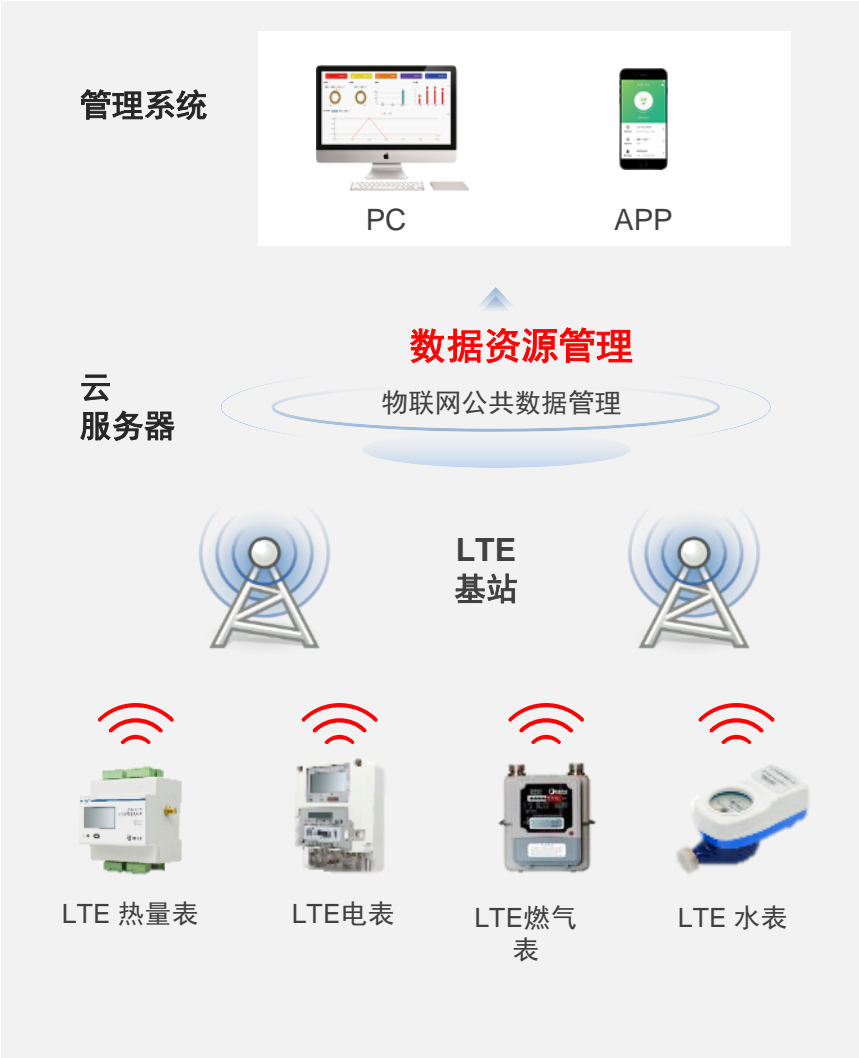 管理系统
PC
APP
数据资源管理
云
服务器
物联网公共数据管理
LTE
基站
LTE 热量表
LTE电表
LTE燃气
表
LTE 水表